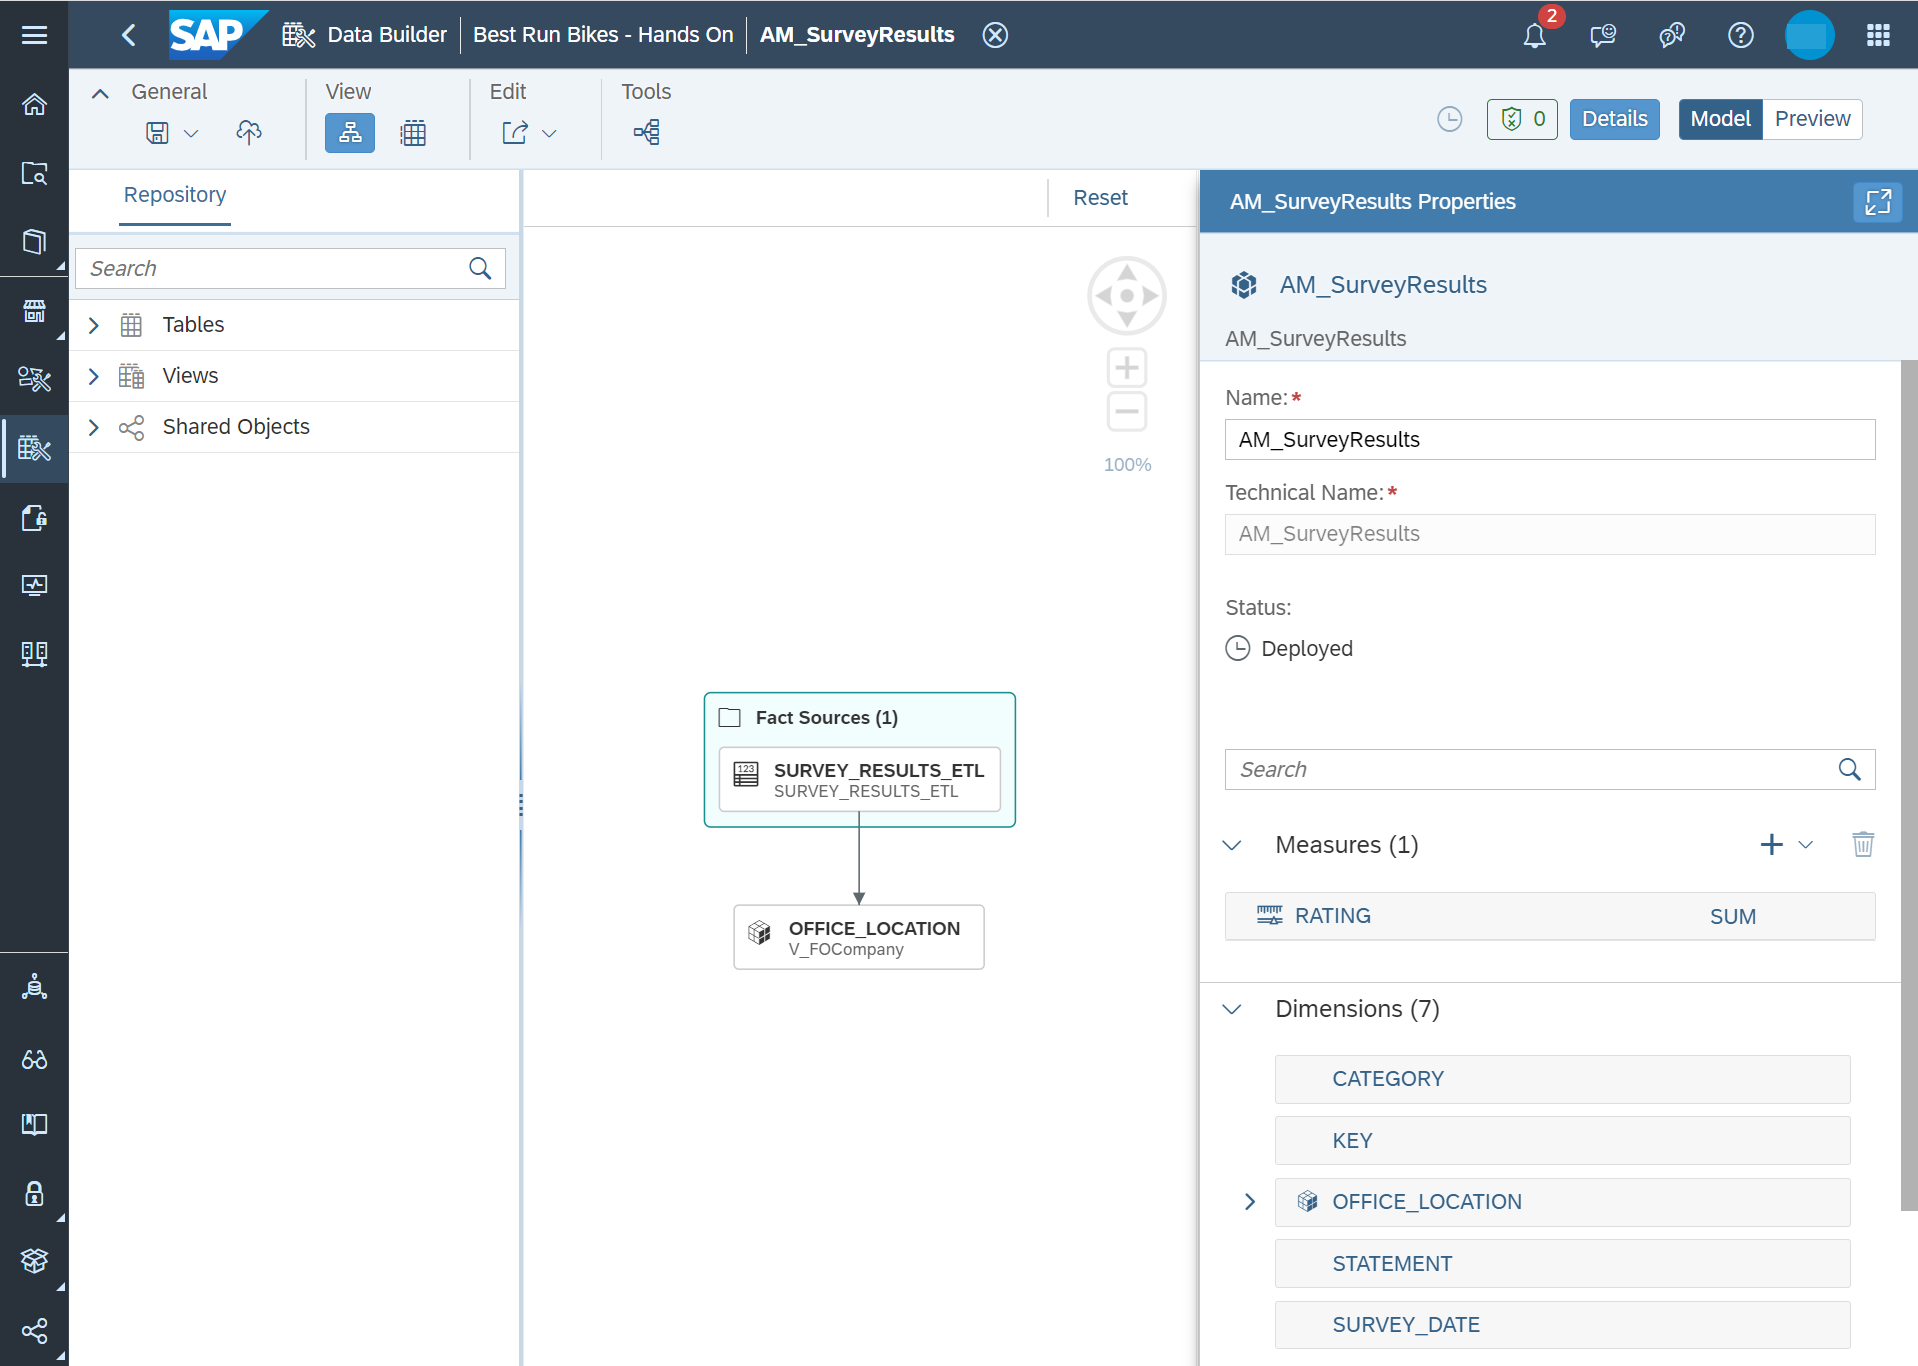 SAP Data Builder Best Run Bikes - Hands On AM_SurveyResults 2
General View Edit Tools
0 Details Model Preview
Repository
Reset
AM_SurveyResults Properties
Search
Tables
Views
Shared Objects
100%
Fact Sources (1)
123
SURVEY_RESULTS_ETL
SURVEY_RESULTS_ETL
OFFICE_LOCATION
V_FOCompany
AM_SurveyResults
AM_SurveyResults
Name:*
AM_SurveyResults
Technical Name:*
AM_SurveyResults
Status:
Deployed
Search
Measures (1)
RATING SUM
Dimensions (7)
CATEGORY
KEY
OFFICE_LOCATION
STATEMENT
SURVEY_DATE